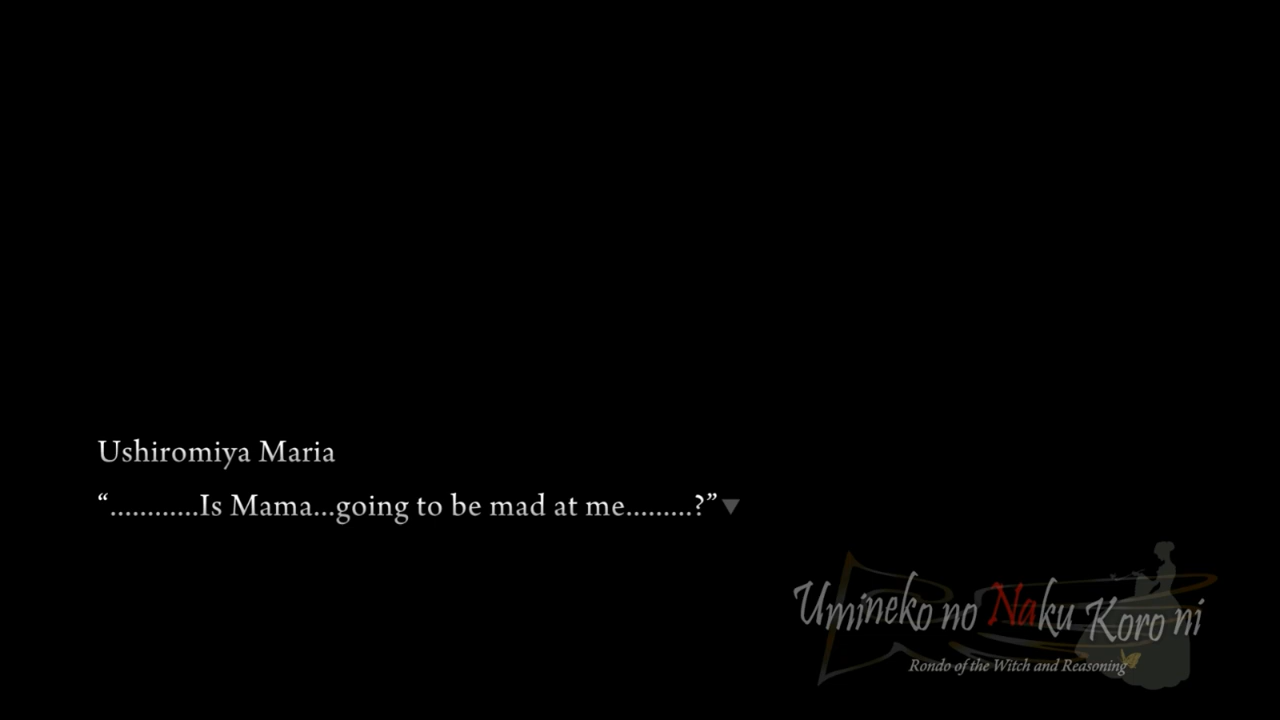 Ushiromiya Maria
“............Is Mama...going to be mad at me.........?”
Umineko no Naku Koro ni
Rondo of the Witch and Reasoning